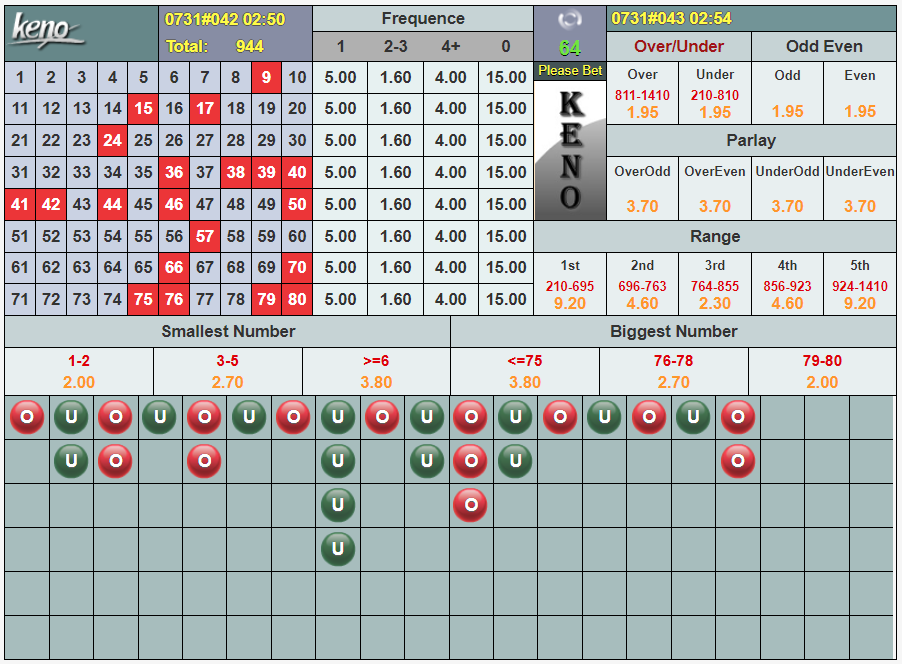 keno
0731#042 02:50
Total: 944
Frequence
1 2-3 4+ 0
64
Please Bet
KENO
0731#043 02:54
Over/Under Odd Even
Over Under Odd Even
811-1410 210-810
1.95 1.95 1.95 1.95
Parlay
OverOdd OverEven UnderOdd UnderEven
3.70 3.70 3.70 3.70
Range
1st 2nd 3rd 4th 5th
210-695 696-763 764-855 856-923 924-1410
9.20 4.60 2.30 4.60 9.20
1 2 3 4 5 6 7 8 9 10 5.00 1.60 4.00 15.00
11 12 13 14 15 16 17 18 19 20 5.00 1.60 4.00 15.00
21 22 23 24 25 26 27 28 29 30 5.00 1.60 4.00 15.00
31 32 33 34 35 36 37 38 39 40 5.00 1.60 4.00 15.00
41 42 43 44 45 46 47 48 49 50 5.00 1.60 4.00 15.00
51 52 53 54 55 56 57 58 59 60 5.00 1.60 4.00 15.00
61 62 63 64 65 66 67 68 69 70 5.00 1.60 4.00 15.00
71 72 73 74 75 76 77 78 79 80 5.00 1.60 4.00 15.00
Smallest Number Biggest Number
1-2 3-5 >=6 <=75 76-78 79-80
2.00 2.70 3.80 3.80 2.70 2.00
O U O U O U O U O U O U O U O U O
U O O U U O U O
U O
U